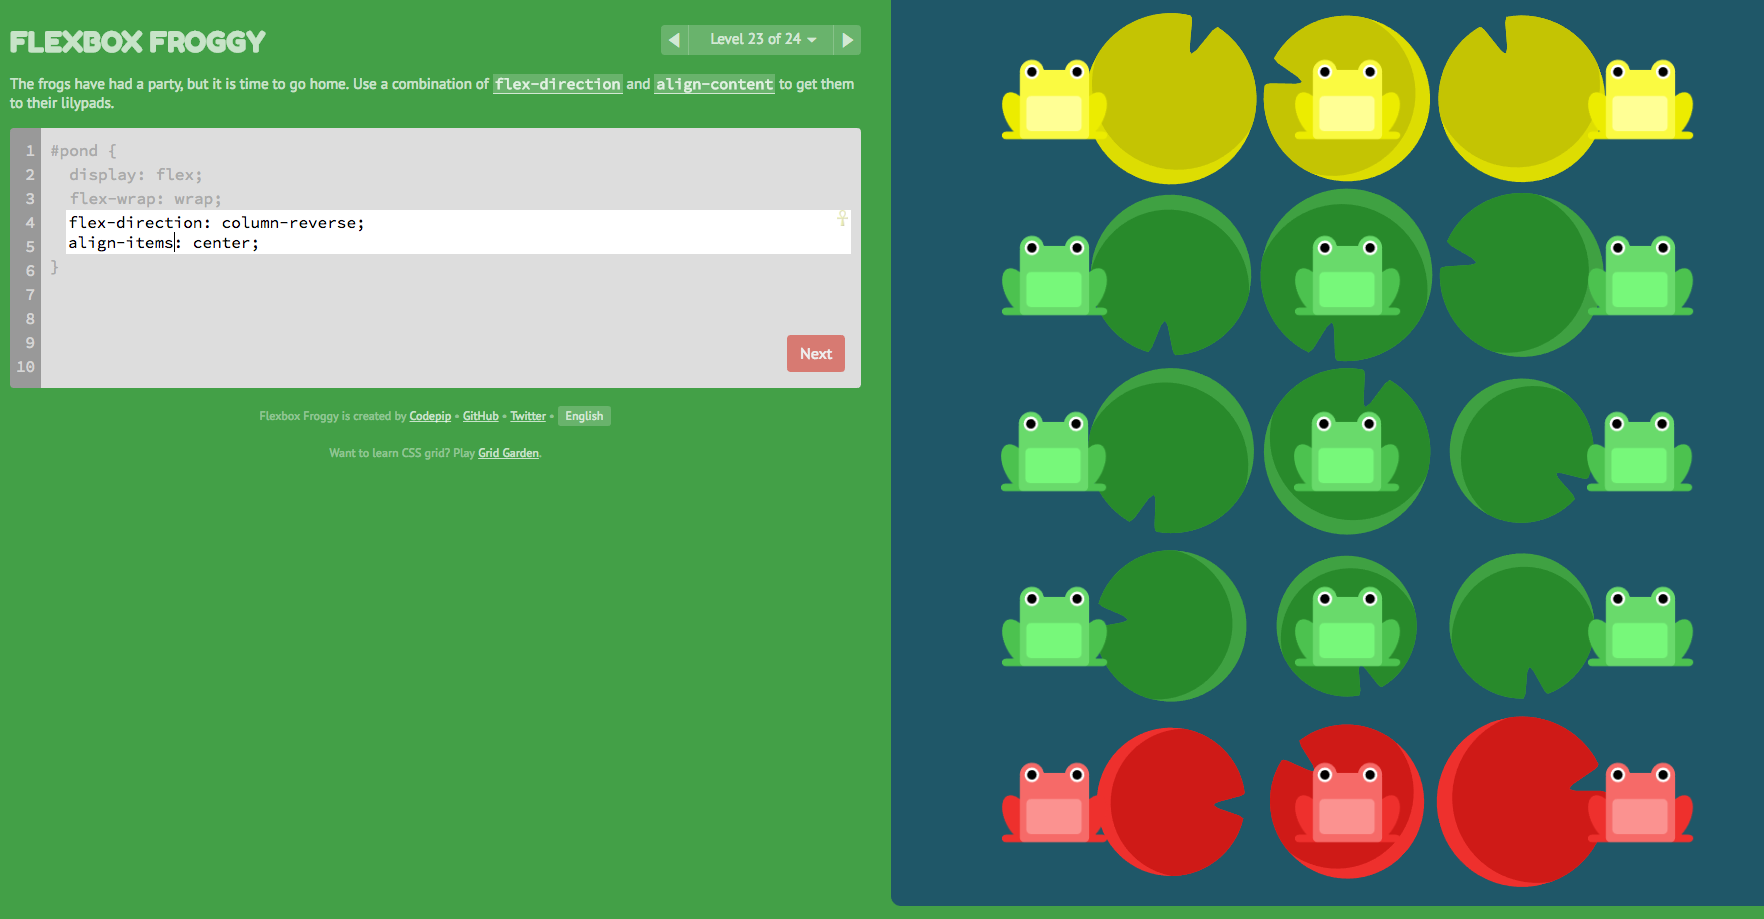 FLEXBOX FROGGY
Level 23 of 24
The frogs have had a party, but it is time to go home. Use a combination of flex-direction and align-content to get them
to their lilypads.
1 #pond {
2 display: flex;
3 flex-wrap: wrap;
4 flex-direction: column-reverse;
5 align-items: center;
6 }
7
8
9
10
Next
Flexbox Froggy is created by Codepip • GitHub • Twitter • English
Want to learn CSS grid? Play Grid Garden.